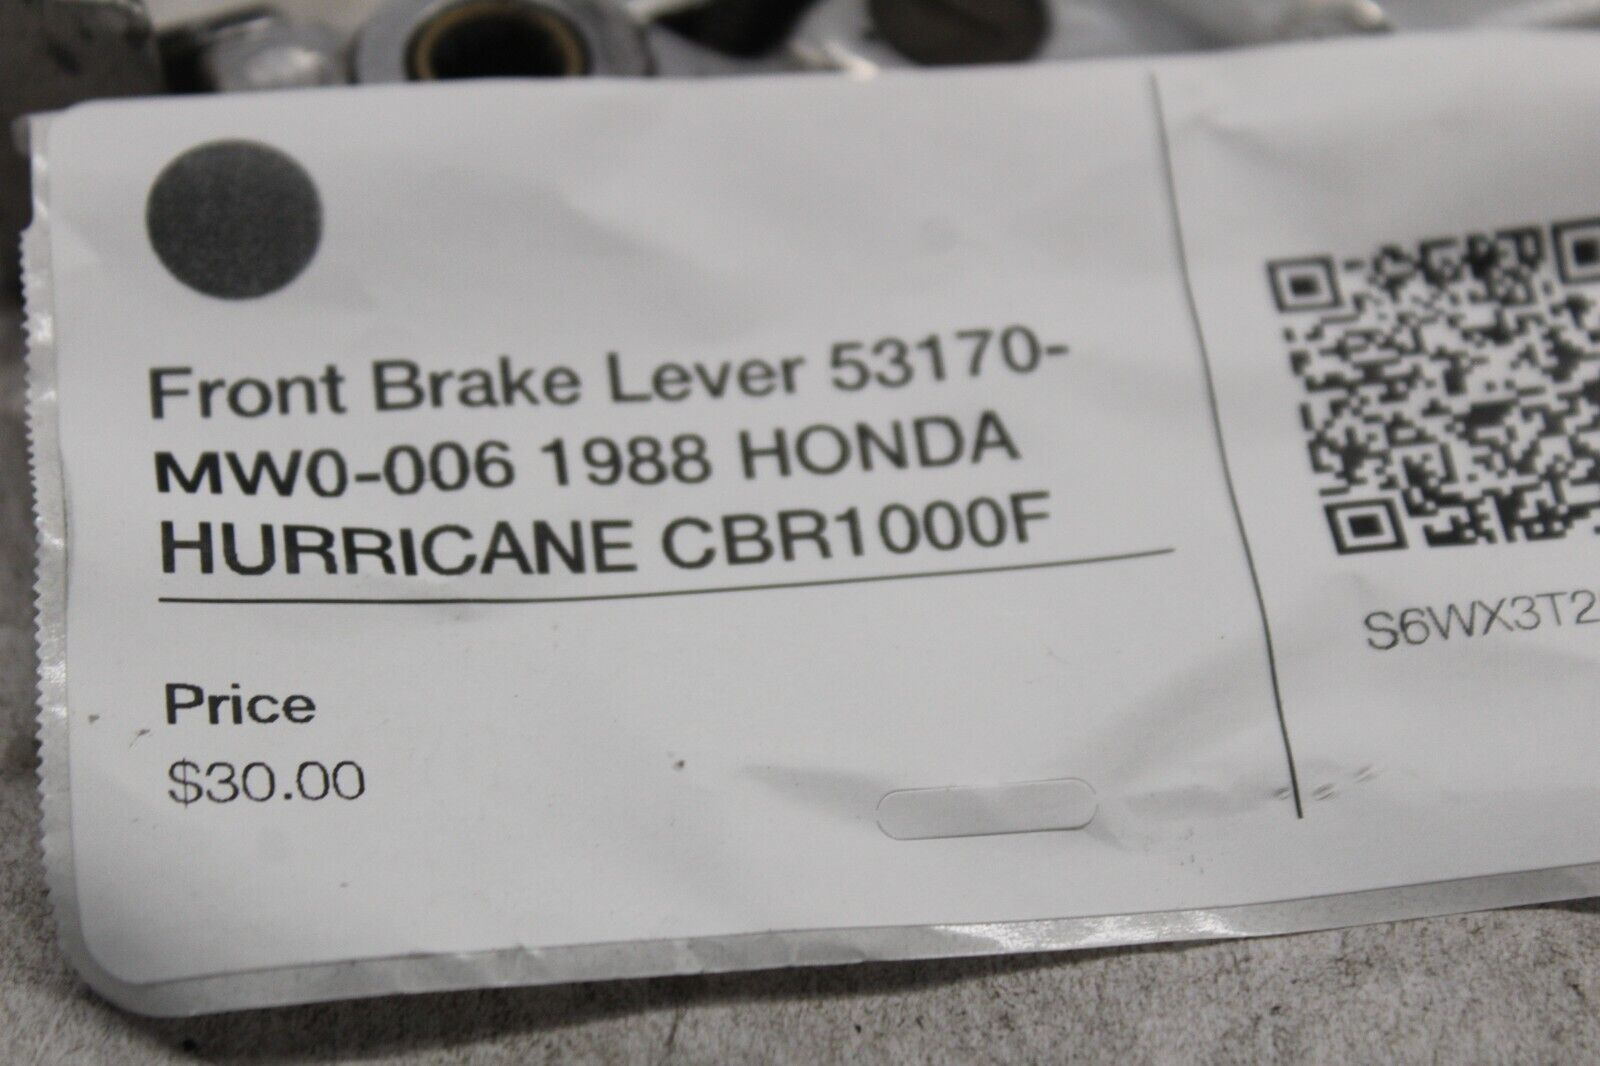 Front Brake Lever 53170-
MW0-006 1988 HONDA
HURRICANE CBR1000F
Price
$30.00
S6WX3T2